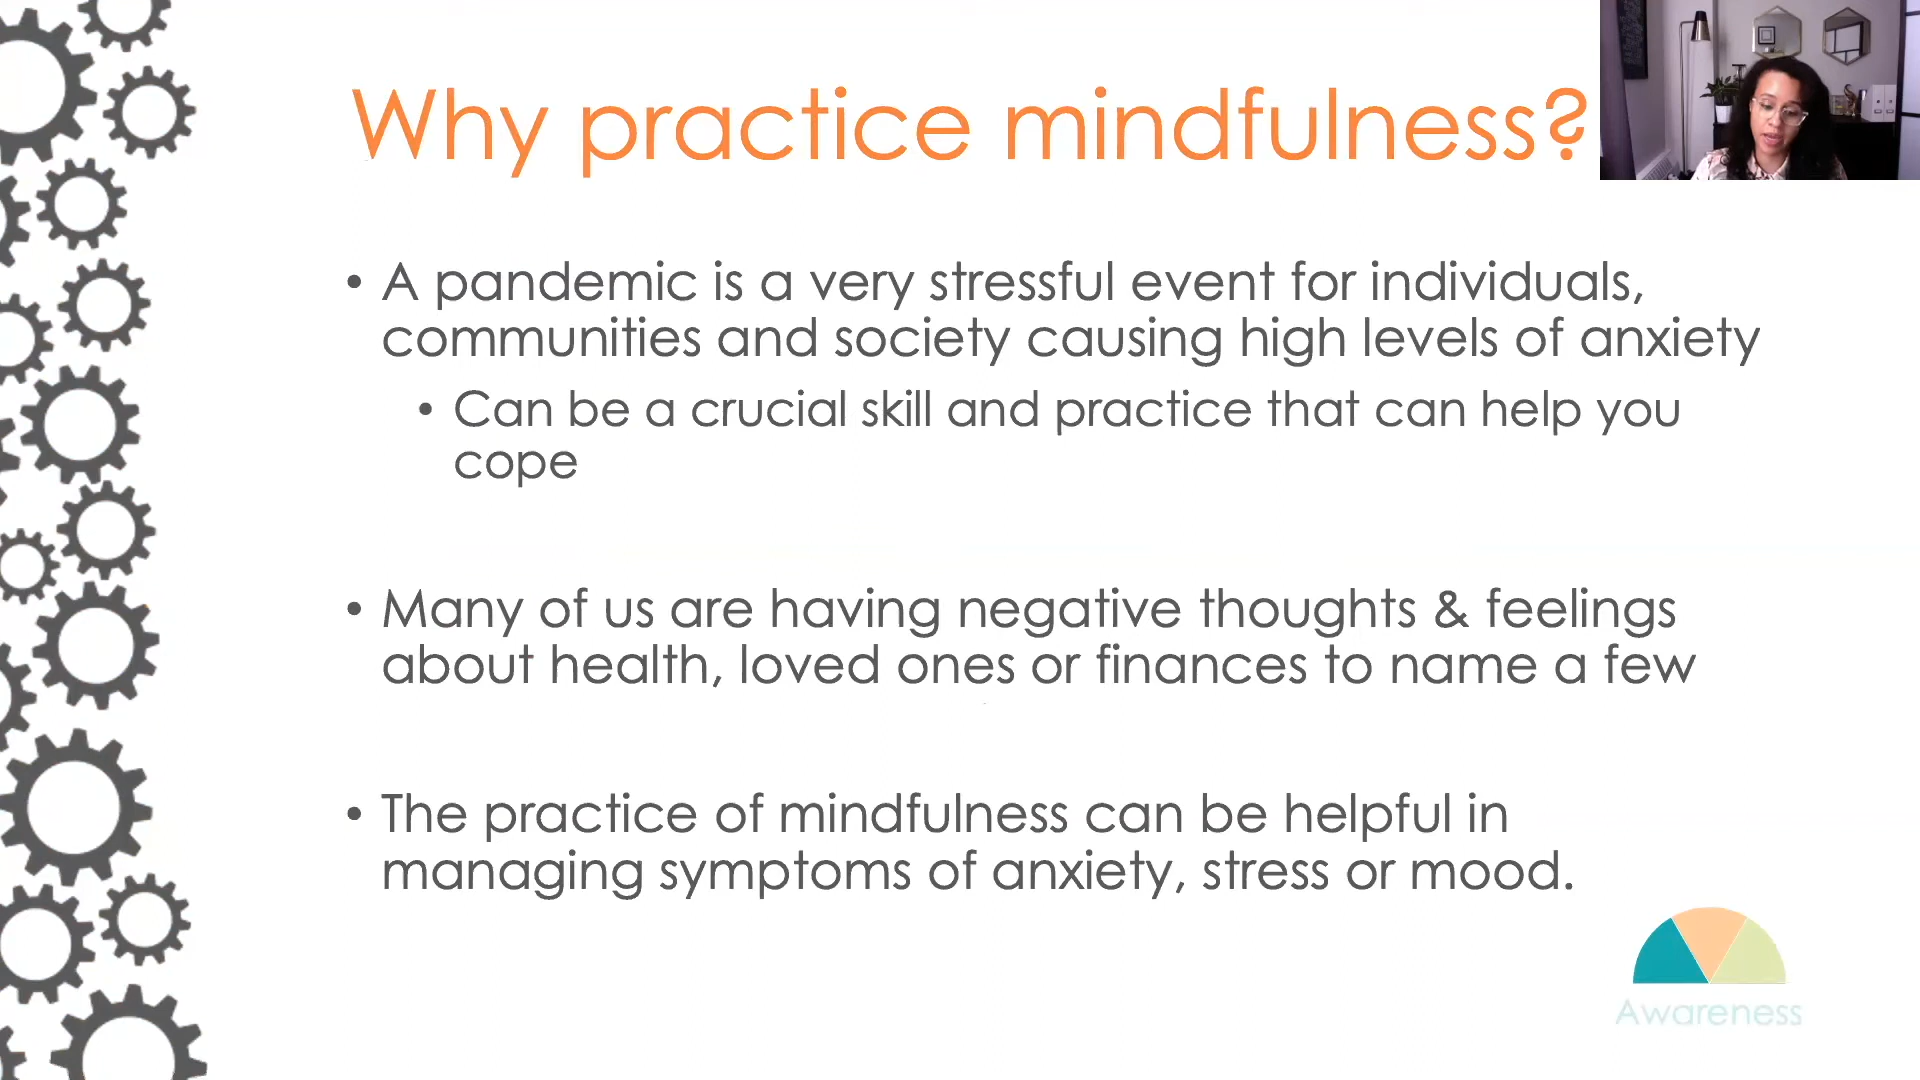 Why practice mindfulness?
• A pandemic is a very stressful event for individuals,
communities and society causing high levels of anxiety
• Can be a crucial skill and practice that can help you
cope
• Many of us are having negative thoughts & feelings
about health, loved ones or finances to name a few
• The practice of mindfulness can be helpful in
managing symptoms of anxiety, stress or mood.
Awareness